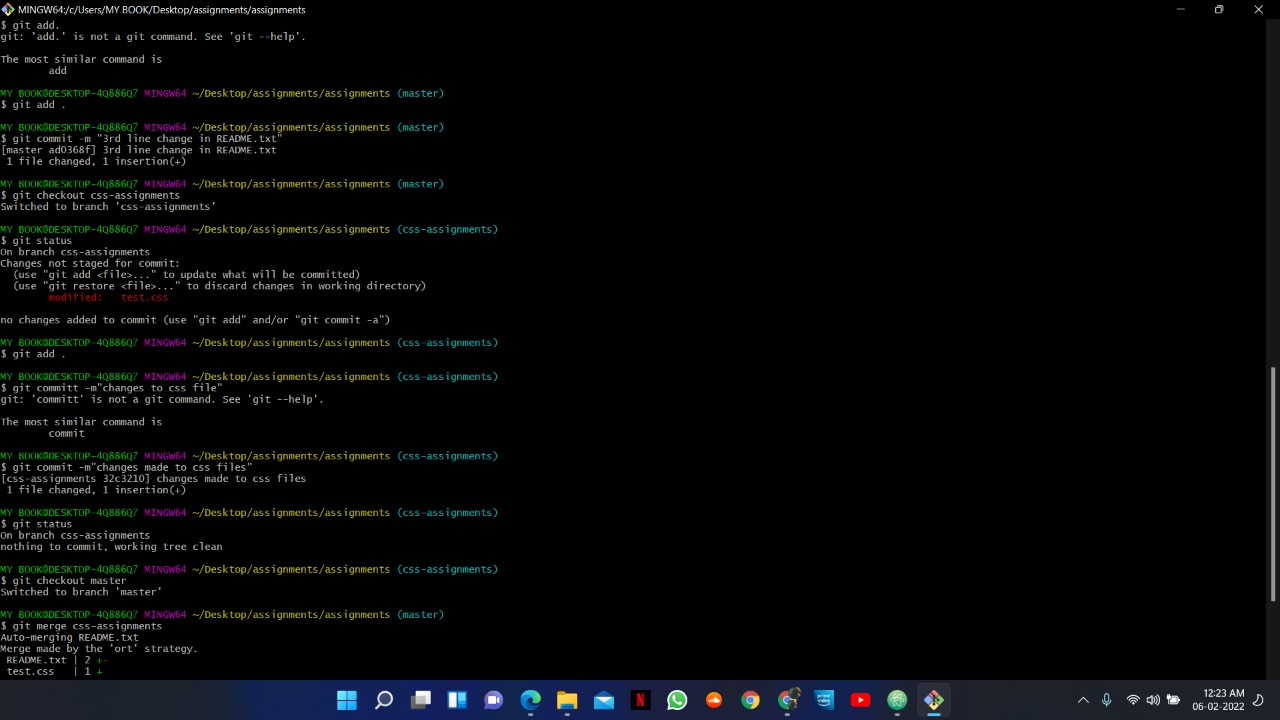 MINGW64:/c/Users/MY BOOK/Desktop/assignments/assignments
$ git add.
git: 'add.' is not a git command. See 'git --help'.
The most similar command is
add
MY BOOK@DESKTOP-4Q886Q7 MINGW64 ~/Desktop/assignments/assignments (master)
$ git add .
MY BOOK@DESKTOP-4Q886Q7 MINGW64 ~/Desktop/assignments/assignments (master)
$ git commit -m "3rd line change in README.txt"
[master ad0368f] 3rd line change in README.txt
1 file changed, 1 insertion(+)
MY BOOK@DESKTOP-4Q886Q7 MINGW64 ~/Desktop/assignments/assignments (master)
$ git checkout css-assignments
Switched to branch 'css-assignments'
MY BOOK@DESKTOP-4Q886Q7 MINGW64 ~/Desktop/assignments/assignments (css-assignments)
$ git status
On branch css-assignments
Changes not staged for commit:
(use "git add <file>..." to update what will be committed)
(use "git restore <file>..." to discard changes in working directory)
modified:   test.css
no changes added to commit (use "git add" and/or "git commit -a")
MY BOOK@DESKTOP-4Q886Q7 MINGW64 ~/Desktop/assignments/assignments (css-assignments)
$ git add .
MY BOOK@DESKTOP-4Q886Q7 MINGW64 ~/Desktop/assignments/assignments (css-assignments)
$ git committ -m"changes to css file"
git: 'committ' is not a git command. See 'git --help'.
The most similar command is
commit
MY BOOK@DESKTOP-4Q886Q7 MINGW64 ~/Desktop/assignments/assignments (css-assignments)
$ git commit -m"changes made to css files"
[css-assignments 32c3210] changes made to css files
1 file changed, 1 insertion(+)
MY BOOK@DESKTOP-4Q886Q7 MINGW64 ~/Desktop/assignments/assignments (css-assignments)
$ git status
On branch css-assignments
nothing to commit, working tree clean
MY BOOK@DESKTOP-4Q886Q7 MINGW64 ~/Desktop/assignments/assignments (css-assignments)
$ git checkout master
Switched to branch 'master'
MY BOOK@DESKTOP-4Q886Q7 MINGW64 ~/Desktop/assignments/assignments (master)
$ git merge css-assignments
Auto-merging README.txt
Merge made by the 'ort' strategy.
README.txt | 2 +-
test.css   | 1 +
12:23 AM
06-02-2022